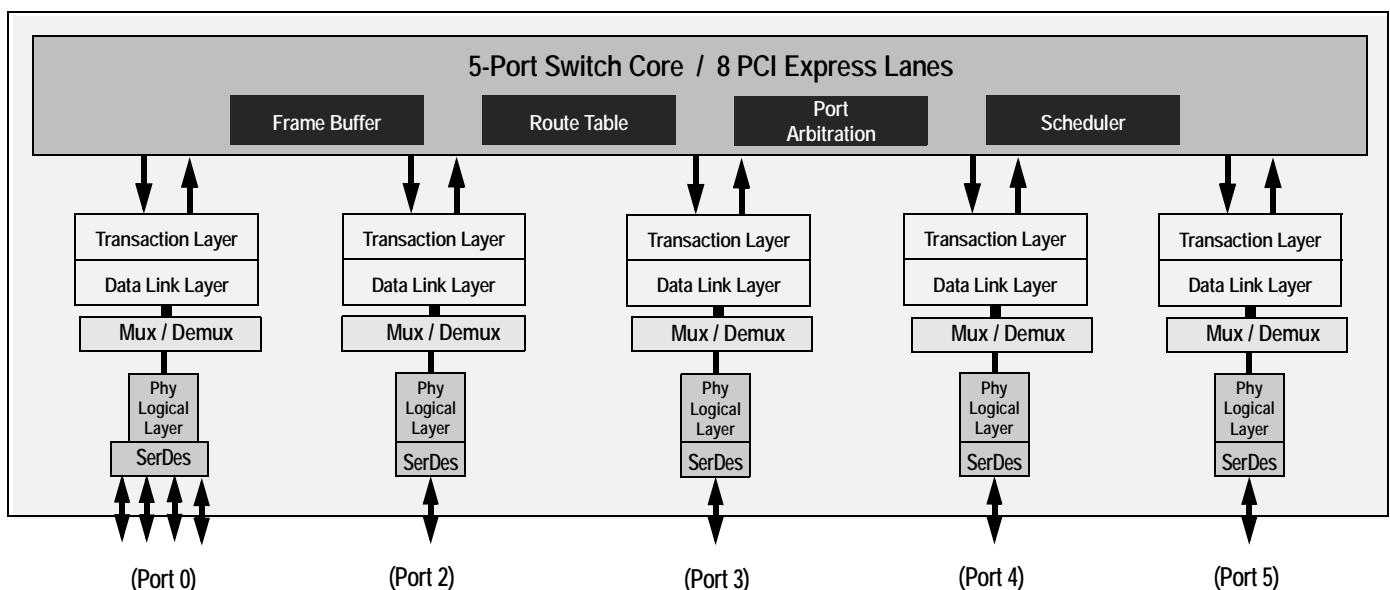 5-Port Switch Core / 8 PCI Express Lanes
Frame Buffer
Route Table
Port
Arbitration
Scheduler
Transaction Layer
Transaction Layer
Transaction Layer
Transaction Layer
Transaction Layer
Data Link Layer
Data Link Layer
Data Link Layer
Data Link Layer
Data Link Layer
Mux / Demux
Mux / Demux
Mux / Demux
Mux / Demux
Mux / Demux
Phy
Logical
Layer
Phy
Logical
Layer
Phy
Logical
Layer
Phy
Logical
Layer
Phy
Logical
Layer
SerDes
SerDes
SerDes
SerDes
SerDes
(Port 0)
(Port 2)
(Port 3)
(Port 4)
(Port 5)